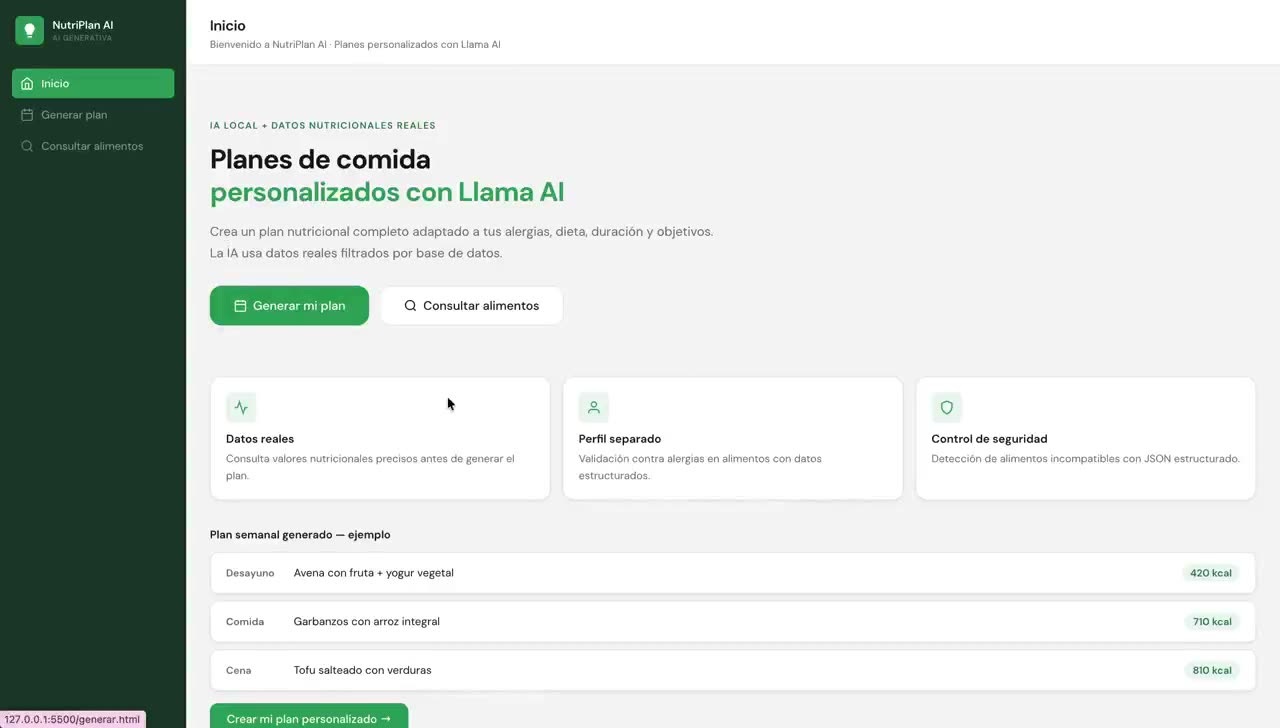 NutriPlan AI
AI GENERATIVA
Inicio
Generar plan
Consultar alimentos
Inicio
Bienvenido a NutriPlan AI · Planes personalizados con Llama AI
IA LOCAL + DATOS NUTRICIONALES REALES
Planes de comida
personalizados con Llama AI
Crea un plan nutricional completo adaptado a tus alergias, dieta, duración y objetivos.
La IA usa datos reales filtrados por base de datos.
Generar mi plan
Consultar alimentos
Datos reales
Consulta valores nutricionales precisos antes de generar el
plan.
Perfil separado
Validación contra alergias en alimentos con datos
estructurados.
Control de seguridad
Detección de alimentos incompatibles con JSON estructurado.
Plan semanal generado — ejemplo
Desayuno Avena con fruta + yogur vegetal 420 kcal
Comida Garbanzos con arroz integral 710 kcal
Cena Tofu salteado con verduras 810 kcal
Crear mi plan personalizado →
127.0.0.1:5500/generar.html